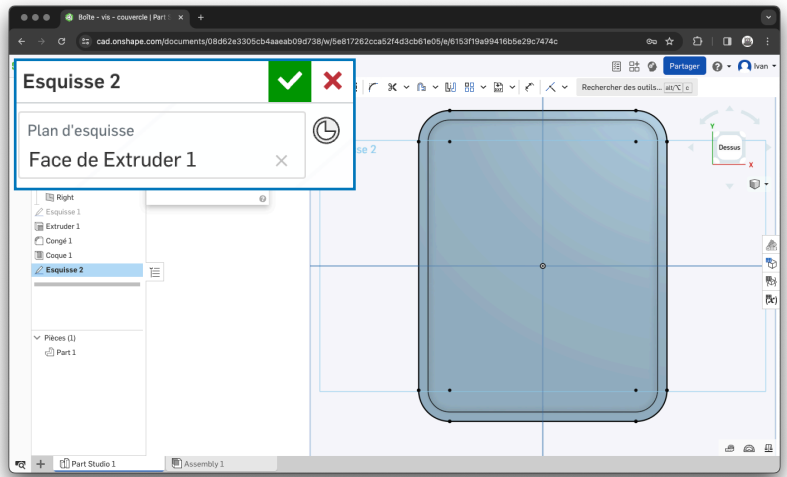 Boîte - vis - couvercle | Part S
cad.onshape.com/documents/08d62e3305cb4aaeab09d738/w/5e817262cca52f4d3cb61e05/e/6153f19a99416b5e29c7474c
Partager
Ivan
Esquisse 2
Plan d'esquisse
Face de Extruder 1
Rechercher des outils... alt/⌥ c
se 2
Y
Dessus
X
Right
Esquisse 1
Extruder 1
Congé 1
Coque 1
Esquisse 2
Pièces (1)
Part 1
Part Studio 1
Assembly 1